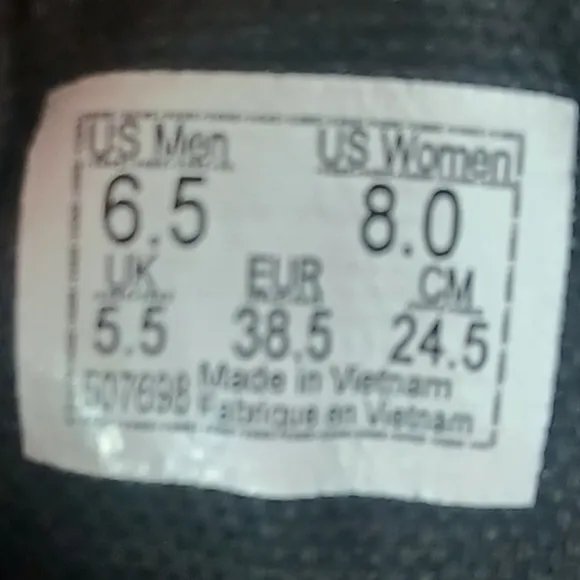 US Men US Women
6.5 8.0
UK EUR CM
5.5 38.5 24.5
507698 Made in Vietnam
Fabrique en Vietnam